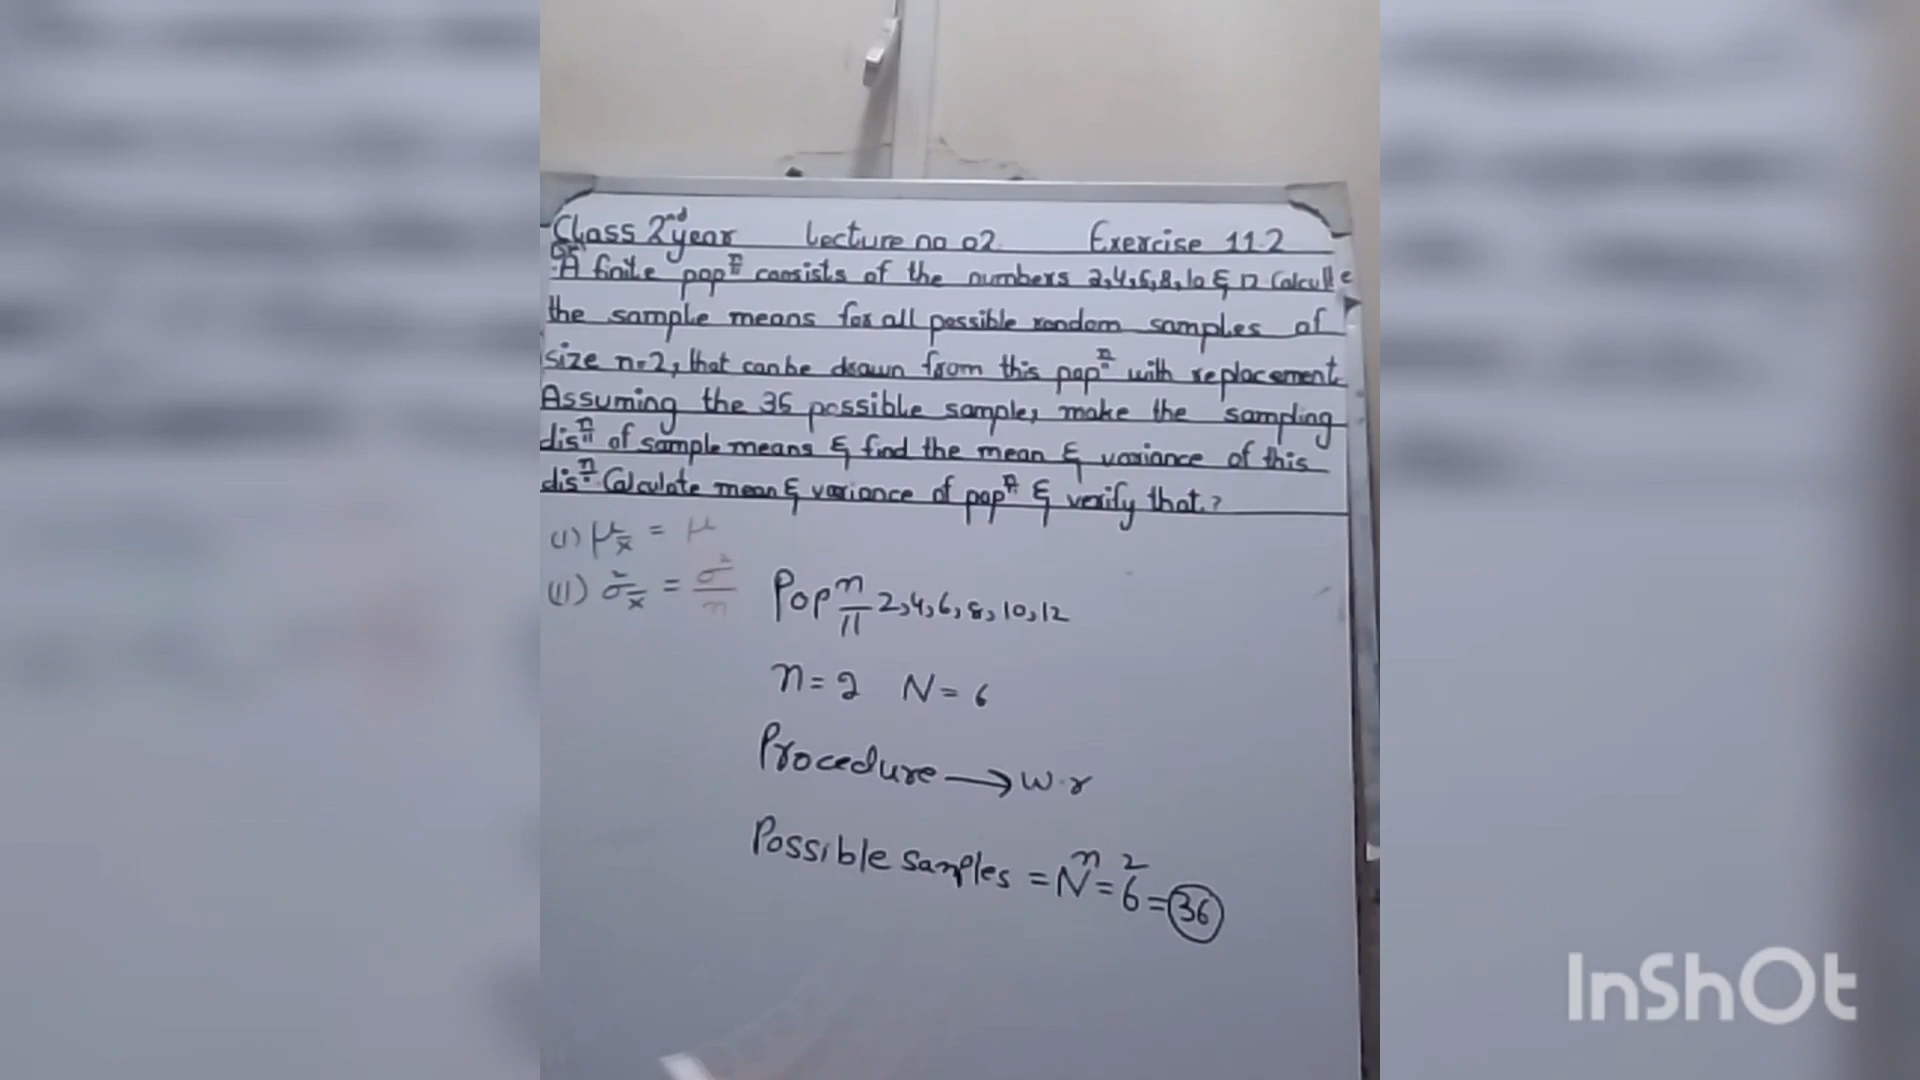 Class 2nd year Lecture no 02 Exercise 11.2
A finite popⁿ consists of the numbers 2,4,6,8,10 & 12. Calcul e
the sample means for all possible random samples of
size n=2, that can be drawn from this popⁿ with replacement
Assuming the 36 possible samples, make the sampling
disⁿ of sample means & find the mean & variance of this
disⁿ. Calculate mean & variance of popⁿ & verify that.?
(I) μx̄ = μ
(II) σ²x̄ = σ²/n
Popⁿ 2,4,6,8,10,12
n=2 N=6
Procedure → w.r
Possible samples = Nⁿ = 6² = 36
InShOt